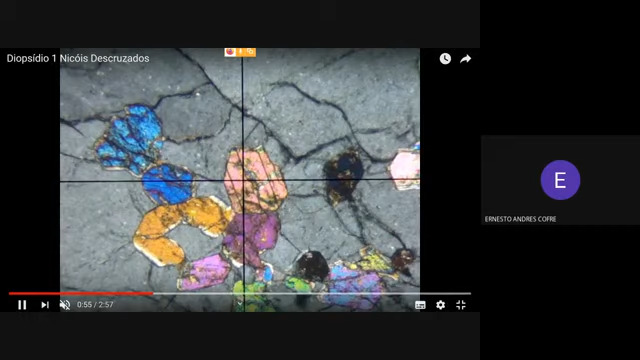 Diopsídio 1 Nicóis Descruzados
E
ERNESTO ANDRES COFRE
0:55 / 2:57